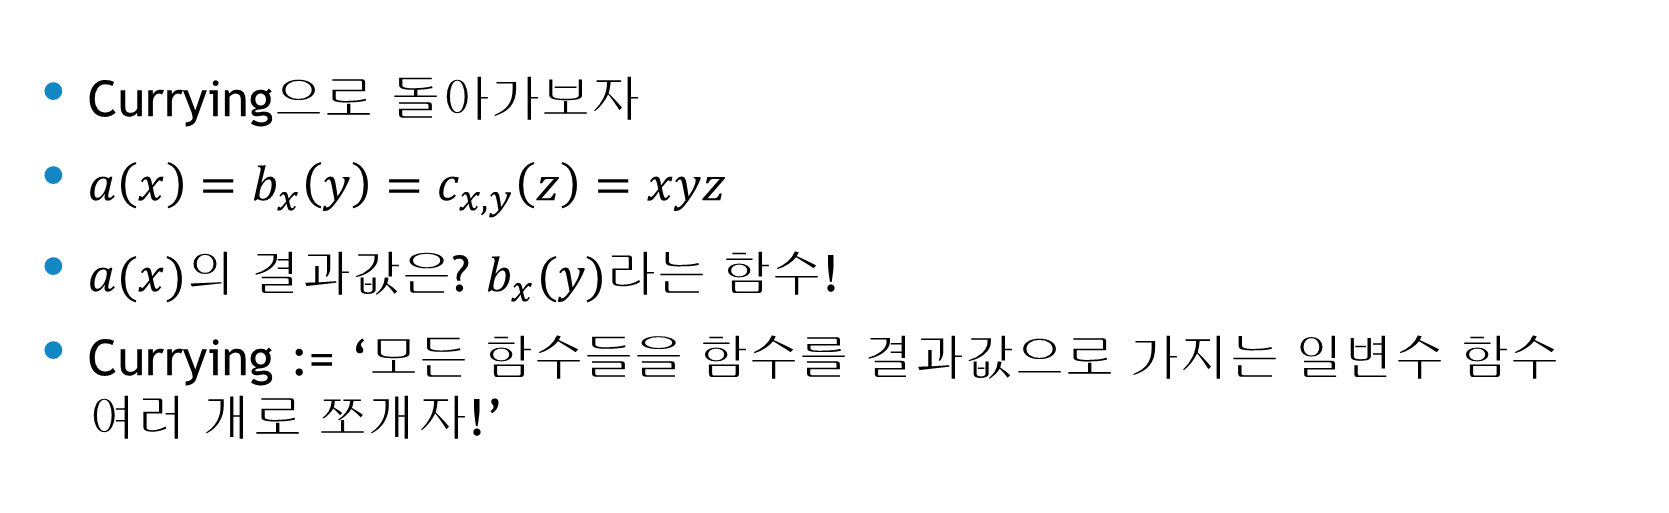 • Currying으로 돌아가보자
• a(x) = b_x(y) = c_{x,y}(z) = xyz
• a(x)의 결과값은? b_x(y)라는 함수!
• Currying := ‘모든 함수들을 함수를 결과값으로 가지는 일변수 함수
여러 개로 쪼개자!’